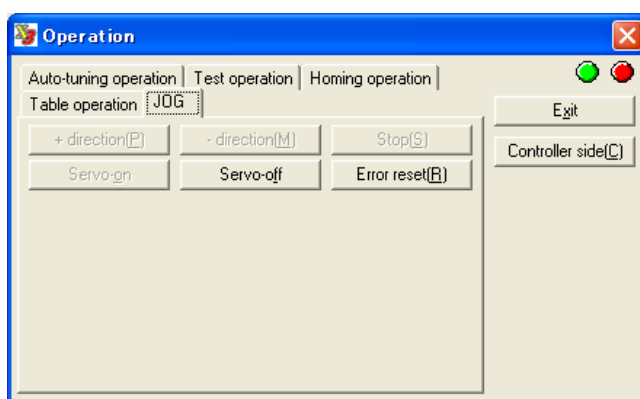 Operation
Auto-tuning operation Test operation Homing operation
Table operation JOG
Exit
+ direction(P) - direction(M) Stop(S)
Controller side(C)
Servo-on Servo-off Error reset(R)